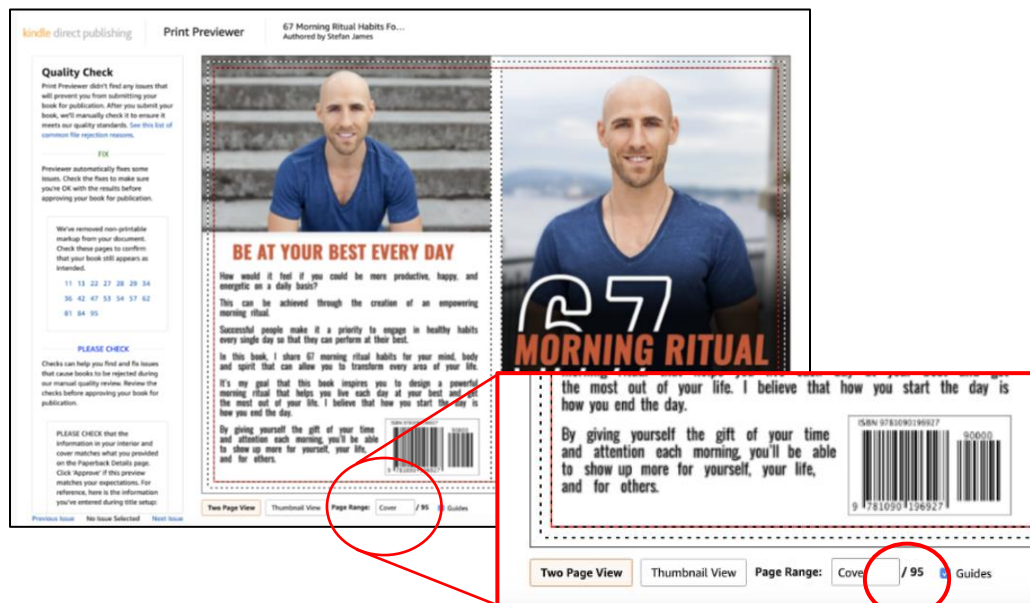 kindle direct publishing
Print Previewer
67 Morning Ritual Habits Fo...
Authored by Stefan James
Quality Check
Print Previewer didn't find any issues that
will prevent you from submitting your
book for publication. After you submit your
book, we'll manually check it to ensure it
meets our quality standards. See this list of
common file rejection reasons.
FIX
Previewer automatically fixes some
issues. Check the fixes to make sure
you're OK with the results before
approving your book for publication.
We've removed non-printable
markup from your document.
Check these pages to confirm
that your book still appears as
intended.
11 13 22 27 28 29 34
36 42 47 53 54 57 62
81 84 95
PLEASE CHECK
Checks can help you find and fix issues
that cause books to be rejected during
our manual quality review. Review the
checks before approving your book for
publication.
PLEASE CHECK that the
information in your interior and
cover matches what you provided
on the Paperback Details page.
Click 'Approve' if this preview
matches your expectations. For
reference, here is the information
you've entered during title setup:
Previous Issue No Issue Selected Next Issue
BE AT YOUR BEST EVERY DAY
How would it feel if you could be more productive, happy, and
energetic on a daily basis?
This can be achieved through the creation of an empowering
morning ritual.
Successful people make it a priority to engage in healthy habits
every single day so that they can perform at their best.
In this book, I share 67 morning ritual habits for your mind, body
and spirit that can allow you to transform every area of your life.
It's my goal that this book inspires you to design a powerful
morning ritual that helps you live each day at your best and get
the most out of your life. I believe that how you start the day is
how you end the day.
By giving yourself the gift of your time
and attention each morning, you'll be able
to show up more for yourself, your life,
and for others.
ISBN 9781090196927
90000
9 781090 196927
67
MORNING RITUAL
Two Page View Thumbnail View Page Range: Cover / 95 Guides
the most out of your life. I believe that how you start the day is
how you end the day.
By giving yourself the gift of your time
and attention each morning, you'll be able
to show up more for yourself, your life,
and for others.
ISBN 9781090196927
90000
9 781090 196927
Two Page View Thumbnail View Page Range: Cover / 95 Guides